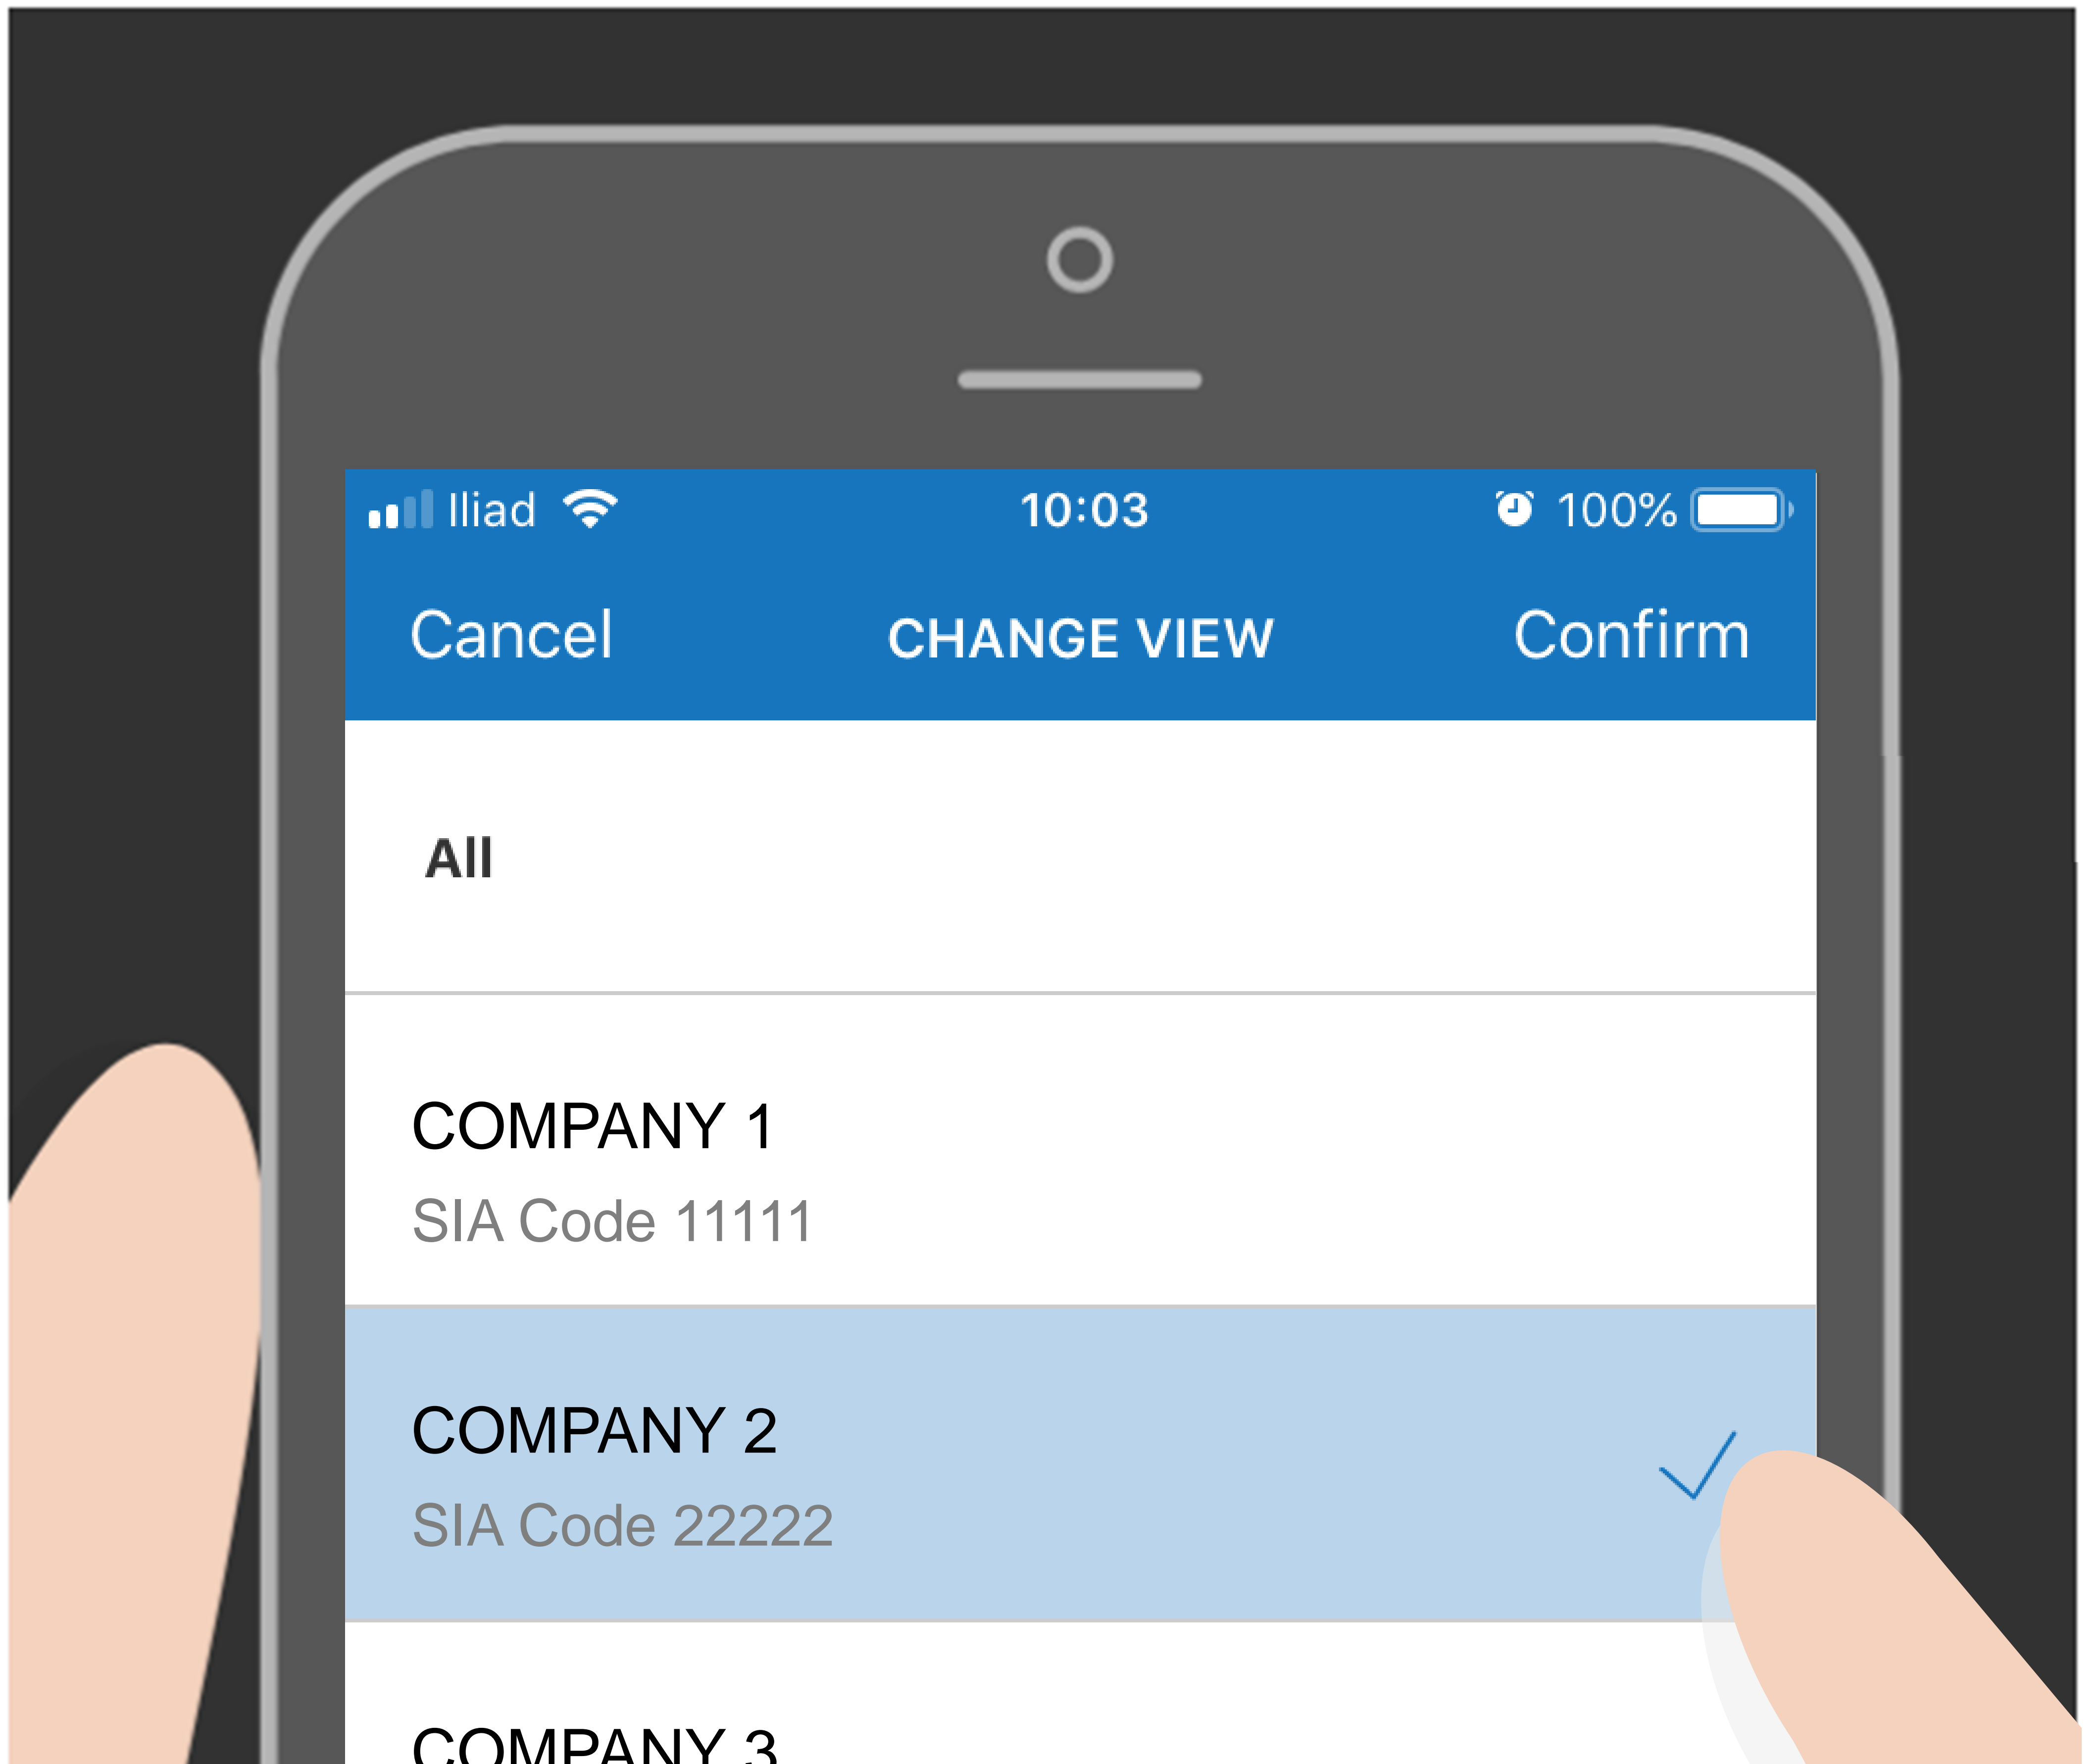 Iliad 10:03 100%
Cancel CHANGE VIEW Confirm
All
COMPANY 1
SIA Code 11111
COMPANY 2
SIA Code 22222
COMPANY 3